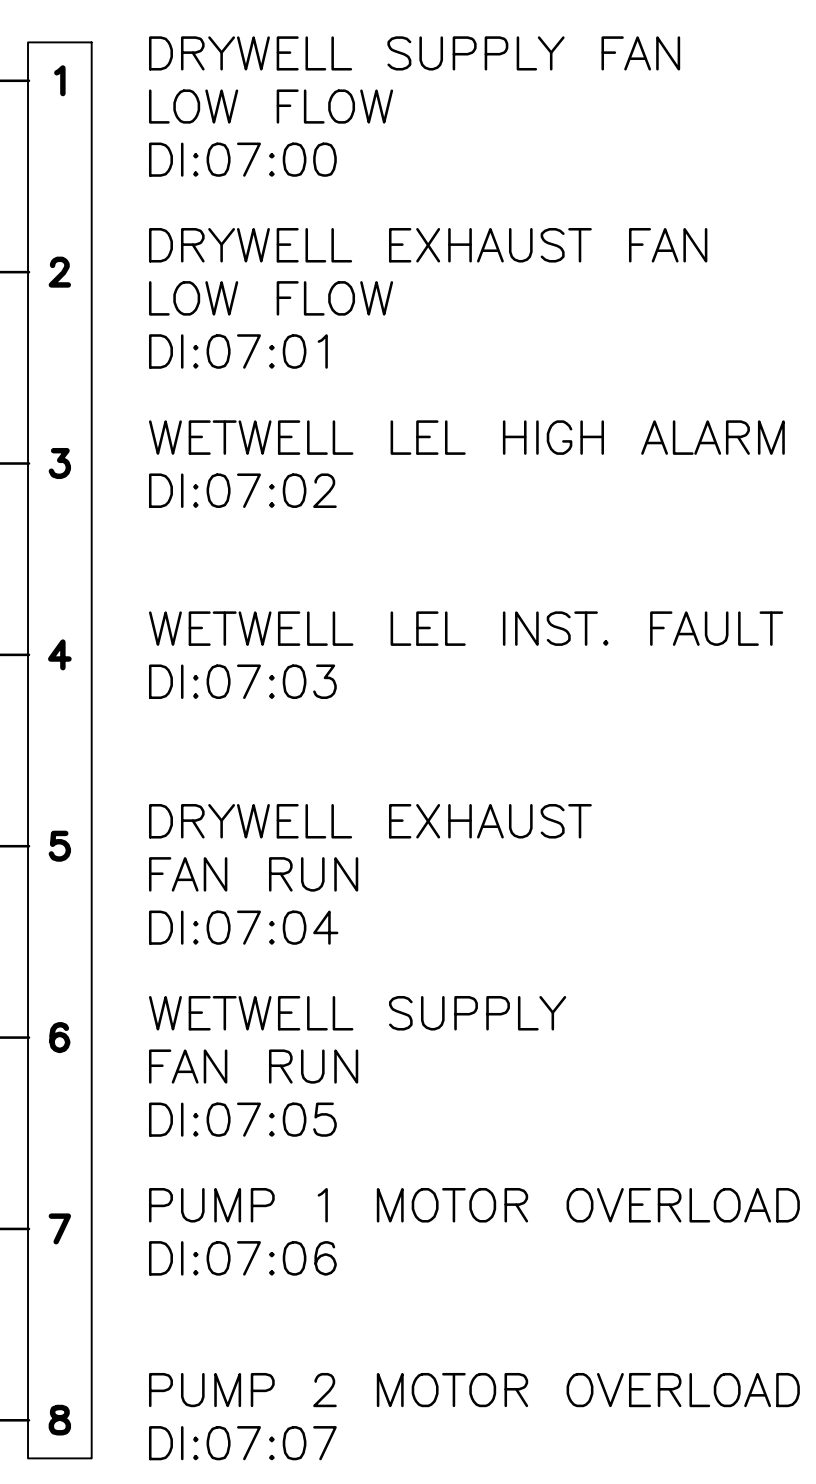 1
DRYWELL SUPPLY FAN
LOW FLOW
DI:07:00
2
DRYWELL EXHAUST FAN
LOW FLOW
DI:07:01
3
WETWELL LEL HIGH ALARM
DI:07:02
4
WETWELL LEL INST. FAULT
DI:07:03
5
DRYWELL EXHAUST
FAN RUN
DI:07:04
6
WETWELL SUPPLY
FAN RUN
DI:07:05
7
PUMP 1 MOTOR OVERLOAD
DI:07:06
8
PUMP 2 MOTOR OVERLOAD
DI:07:07